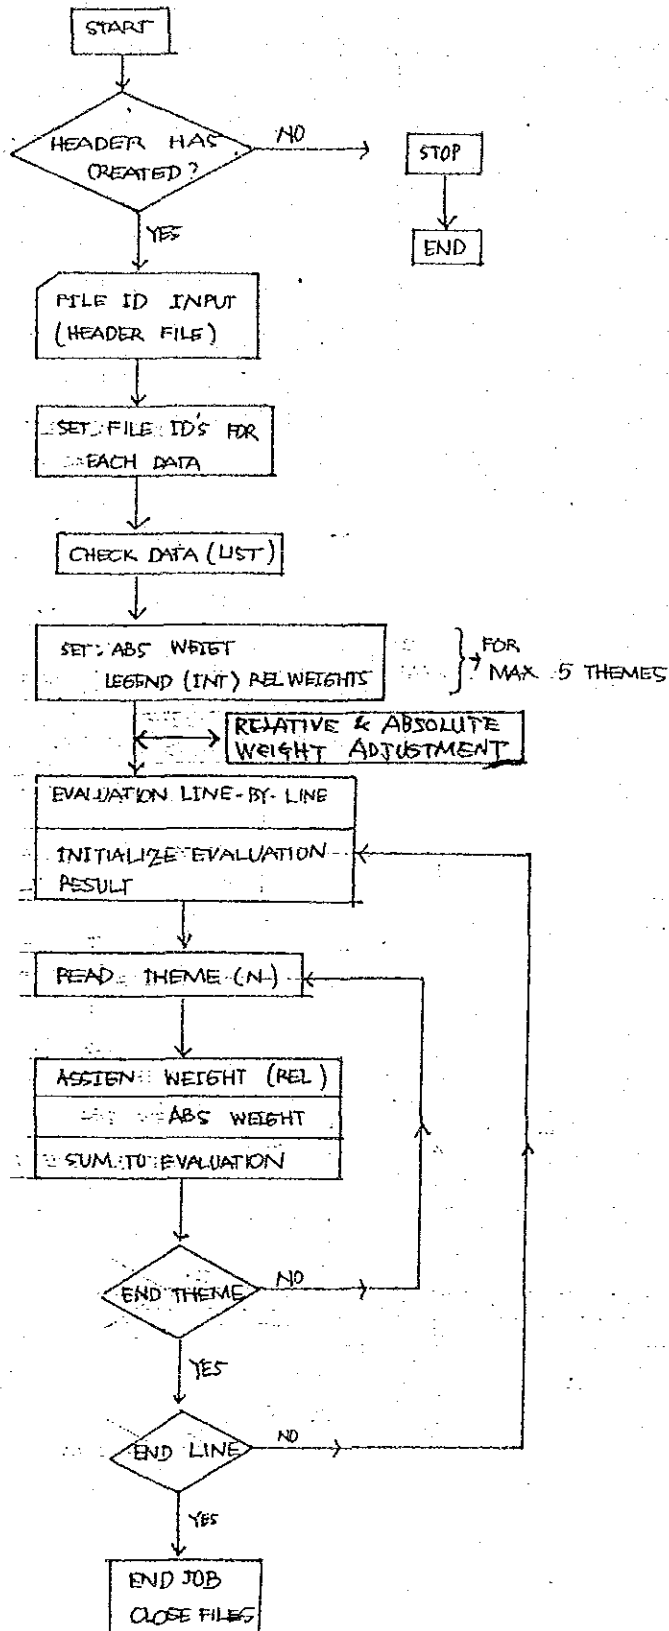 START
HEADER HAS
CREATED?
NO
STOP
END
YES
FILE ID INPUT
(HEADER FILE)
SET FILE ID'S FOR
EACH DATA
CHECK DATA (LIST)
SET: ABS WEIGT
LEGEND (INT) REL WEIGHTS
FOR
MAX 5 THEMES
RELATIVE & ABSOLUTE
WEIGHT ADJUSTMENT
EVALUATION LINE-BY-LINE
INITIALIZE EVALUATION
RESULT
READ THEME (N)
ASSIGN WEIGHT (REL)
ABS WEIGHT
SUM TO EVALUATION
END THEME
NO
YES
END LINE
NO
YES
END JOB
CLOSE FILES